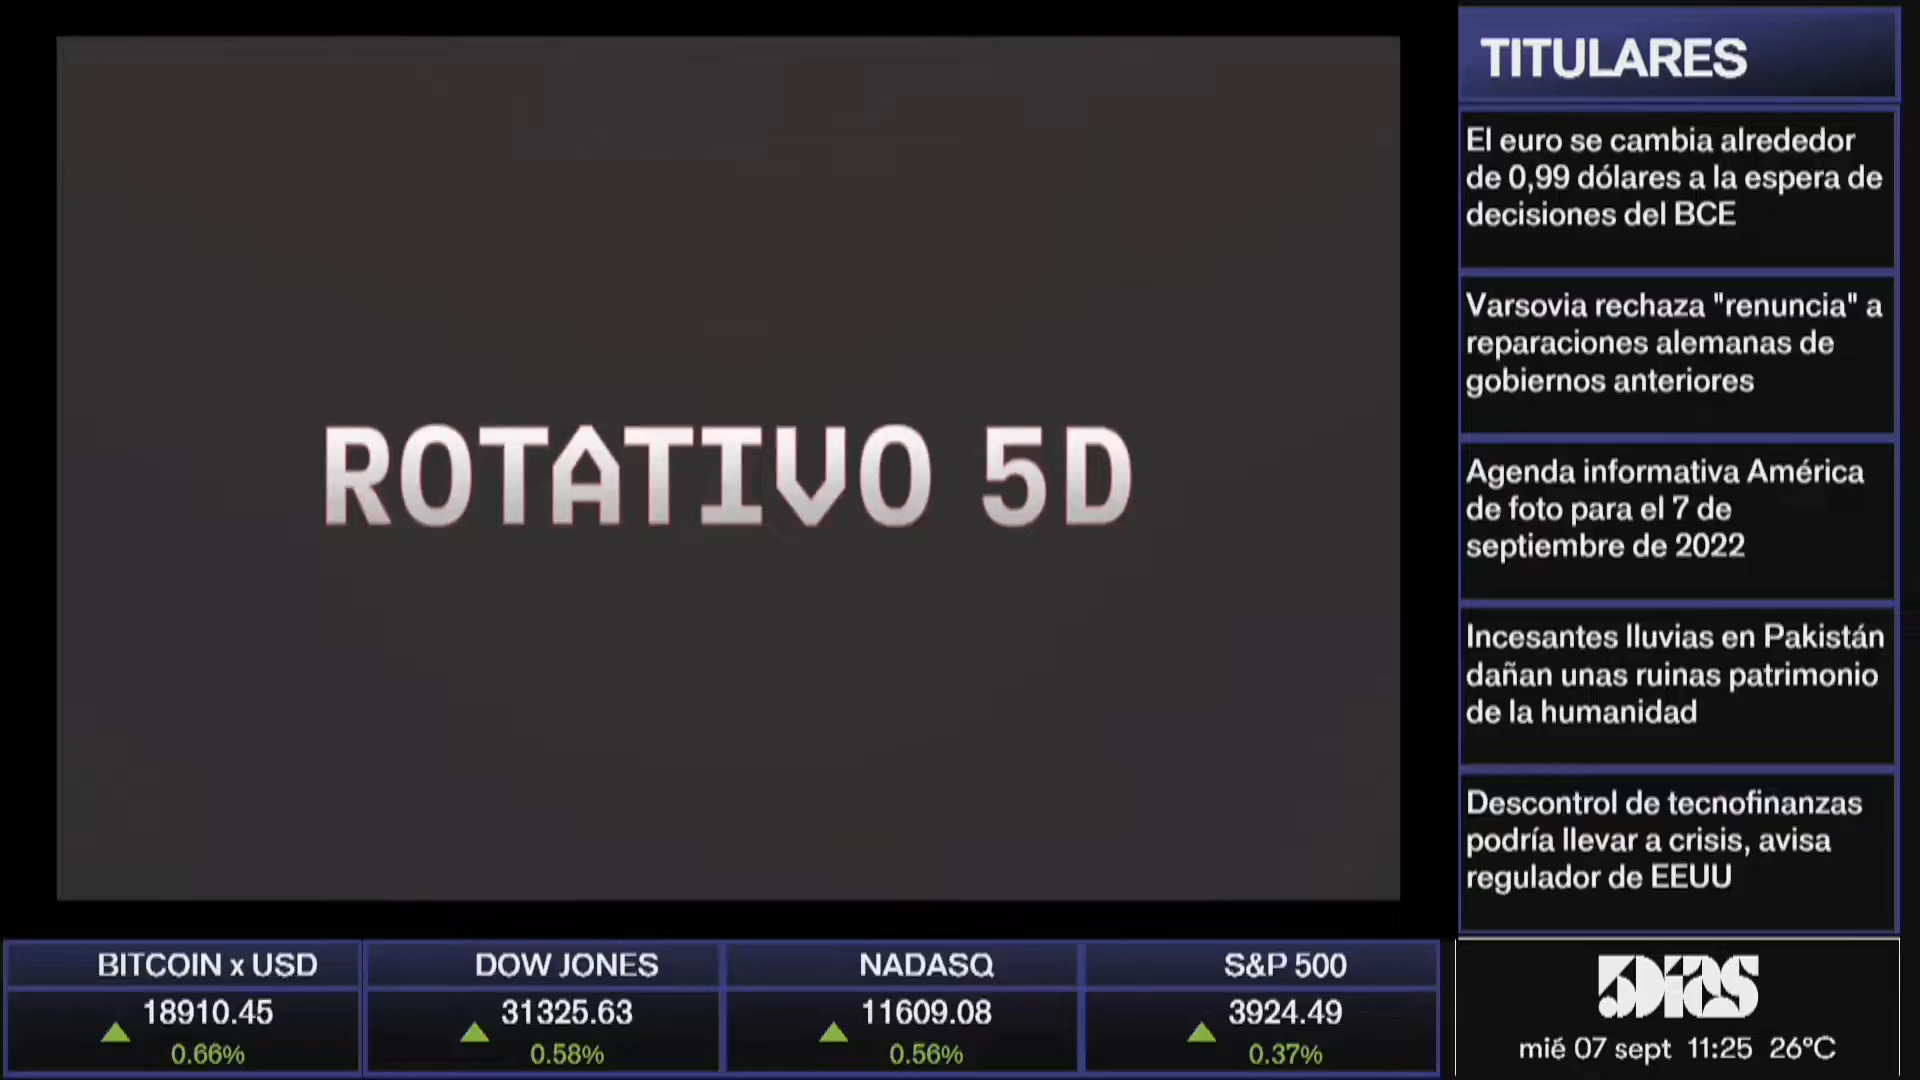 ROTATIVO 5D
TITULARES
El euro se cambia alrededor
de 0,99 dólares a la espera de
decisiones del BCE
Varsovia rechaza "renuncia" a
reparaciones alemanas de
gobiernos anteriores
Agenda informativa América
de foto para el 7 de
septiembre de 2022
Incesantes lluvias en Pakistán
dañan unas ruinas patrimonio
de la humanidad
Descontrol de tecnofinanzas
podría llevar a crisis, avisa
regulador de EEUU
BITCOIN x USD
18910.45
0.66%
DOW JONES
31325.63
0.58%
NADASQ
11609.08
0.56%
S&P 500
3924.49
0.37%
5Días
mié 07 sept 11:25 26°C